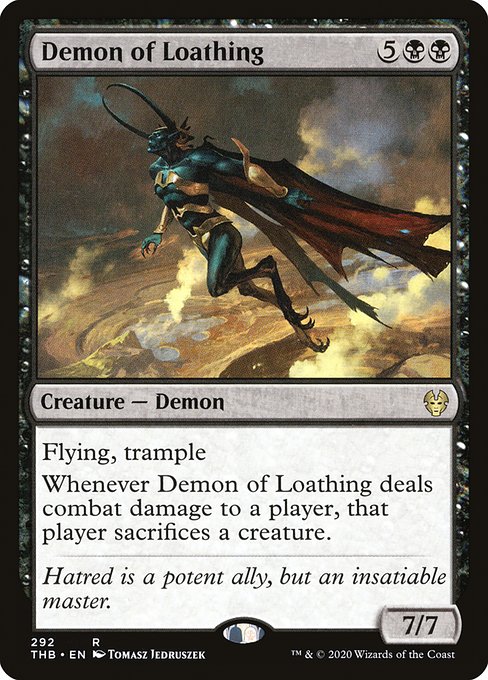 Demon of Loathing 5
Creature — Demon
Flying, trample
Whenever Demon of Loathing deals
combat damage to a player, that
player sacrifices a creature.
Hatred is a potent ally, but an insatiable
master.
7/7
292 R
THB • EN Tomasz Jedruszek ™ & © 2020 Wizards of the Coast